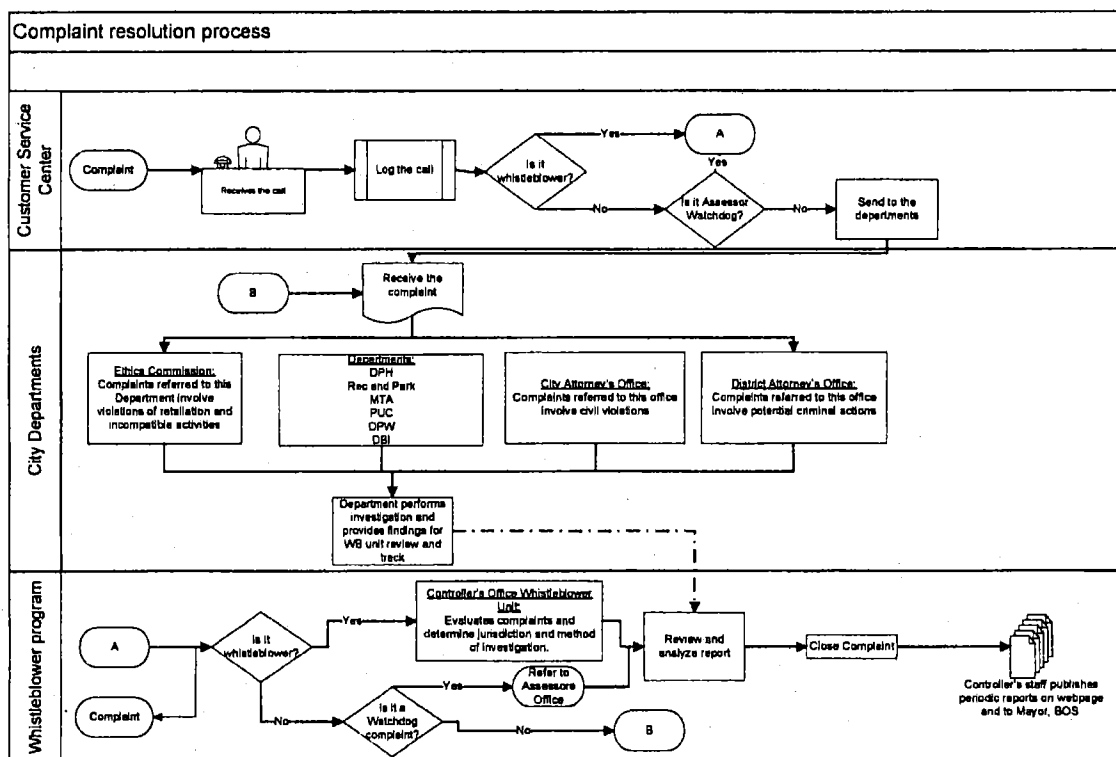 Complaint resolution process
Customer Service
Center
Complaint
Receives the call
Log the call
Is it
whistleblower?
Yes
A
Yes
No
Is it Assessor
Watchdog?
No
Send to the
departments
City Departments
B
Receive the
complaint
Ethics Commission:
Complaints referred to this
Department involve
violations of retaliation and
incompatible activities
Departments:
DPH
Rec and Park
MTA
PUC
DPW
DBI
City Attorney's Office:
Complaints referred to this office
involve civil violations
District Attorney's Office:
Complaints referred to this office
involve potential criminal actions
Department performs
investigation and
provides findings for
WB unit review and
track
Whistleblower program
A
Complaint
Is it
whistleblower?
Yes
Controller's Office Whistleblower
Unit:
Evaluates complaints and
determine jurisdiction and method
of investigation.
No
Is it a
Watchdog
complaint?
Yes
Refer to
Assessors
Office
No
B
Review and
analyze report
Close Complaint
Controller's staff publishes
periodic reports on webpage
and to Mayor, BOS